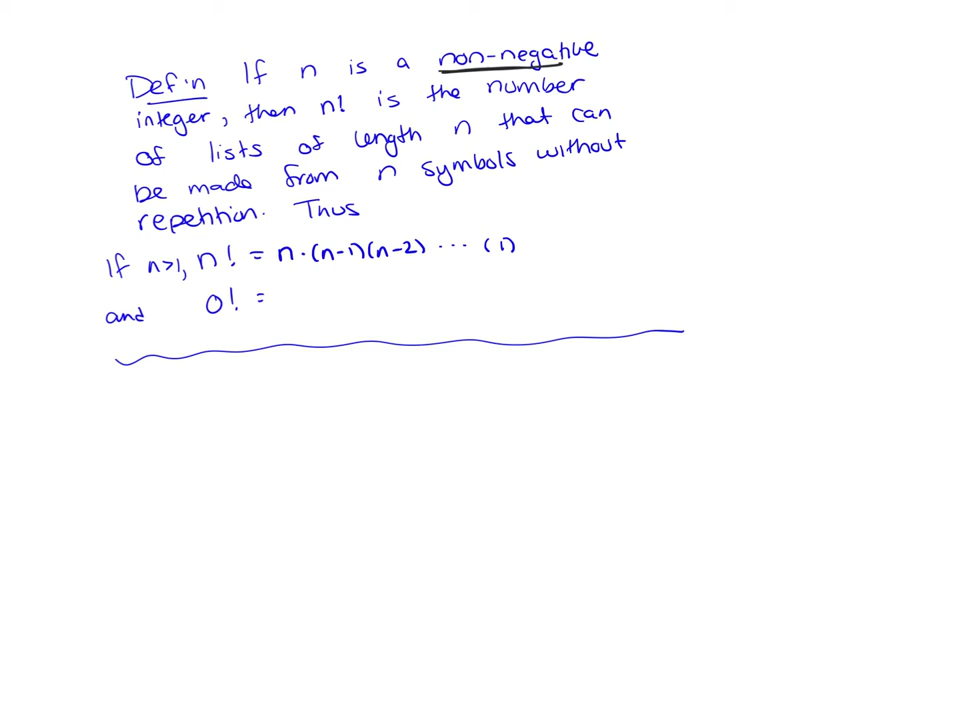 Def'n If n is a non-negative
integer, then n! is the number
of lists of length n that can
be made from n symbols without
repetition. Thus
If n>1, n! = n·(n-1)(n-2) ··· (1)
and 0! =